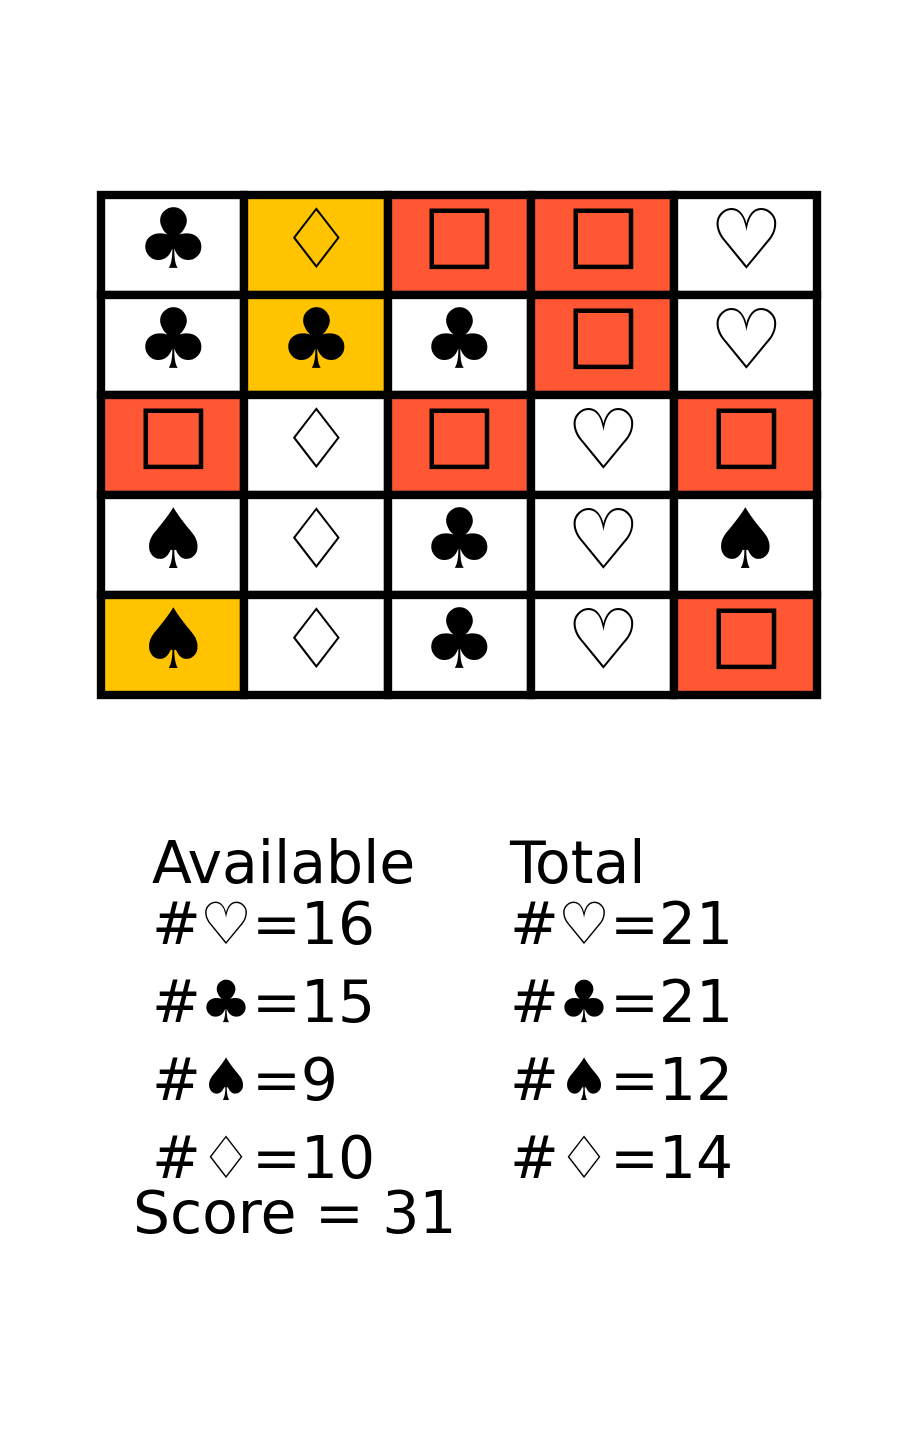 ♣ ♢ □ □ ♡
♣ ♣ ♣ □ ♡
□ ♢ □ ♡ □
♠ ♢ ♣ ♡ ♠
♠ ♢ ♣ ♡ □
Available Total
#♡=16 #♡=21
#♣=15 #♣=21
#♠=9 #♠=12
#♢=10 #♢=14
Score = 31